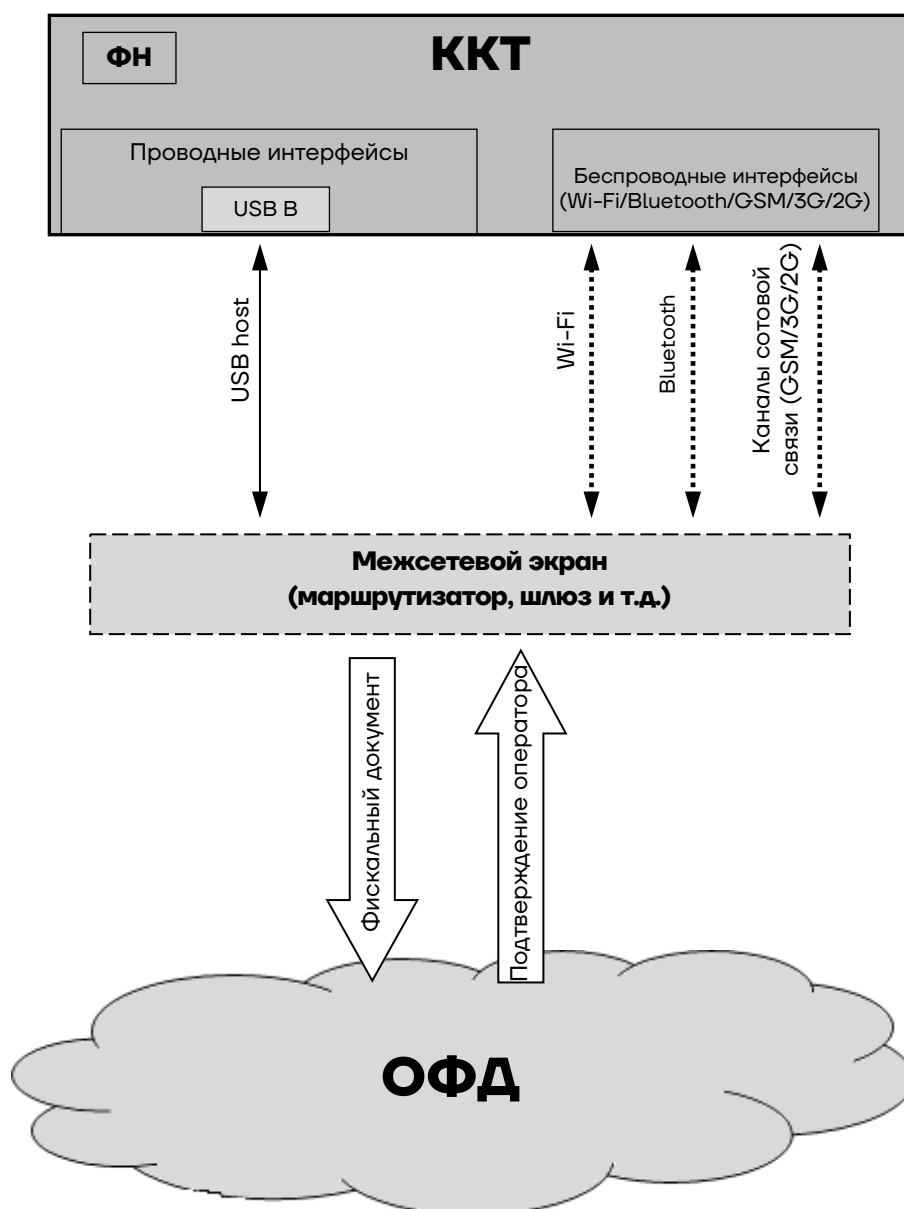 ФН
ККТ
Проводные интерфейсы
USB B
Беспроводные интерфейсы
(Wi-Fi/Bluetooth/GSM/3G/2G)
USB host
Wi-Fi
Bluetooth
Каналы сотовой
связи (GSM/3G/2G)
Межсетевой экран
(маршрутизатор, шлюз и т.д.)
Фискальный документ
Подтверждение оператора
ОФД